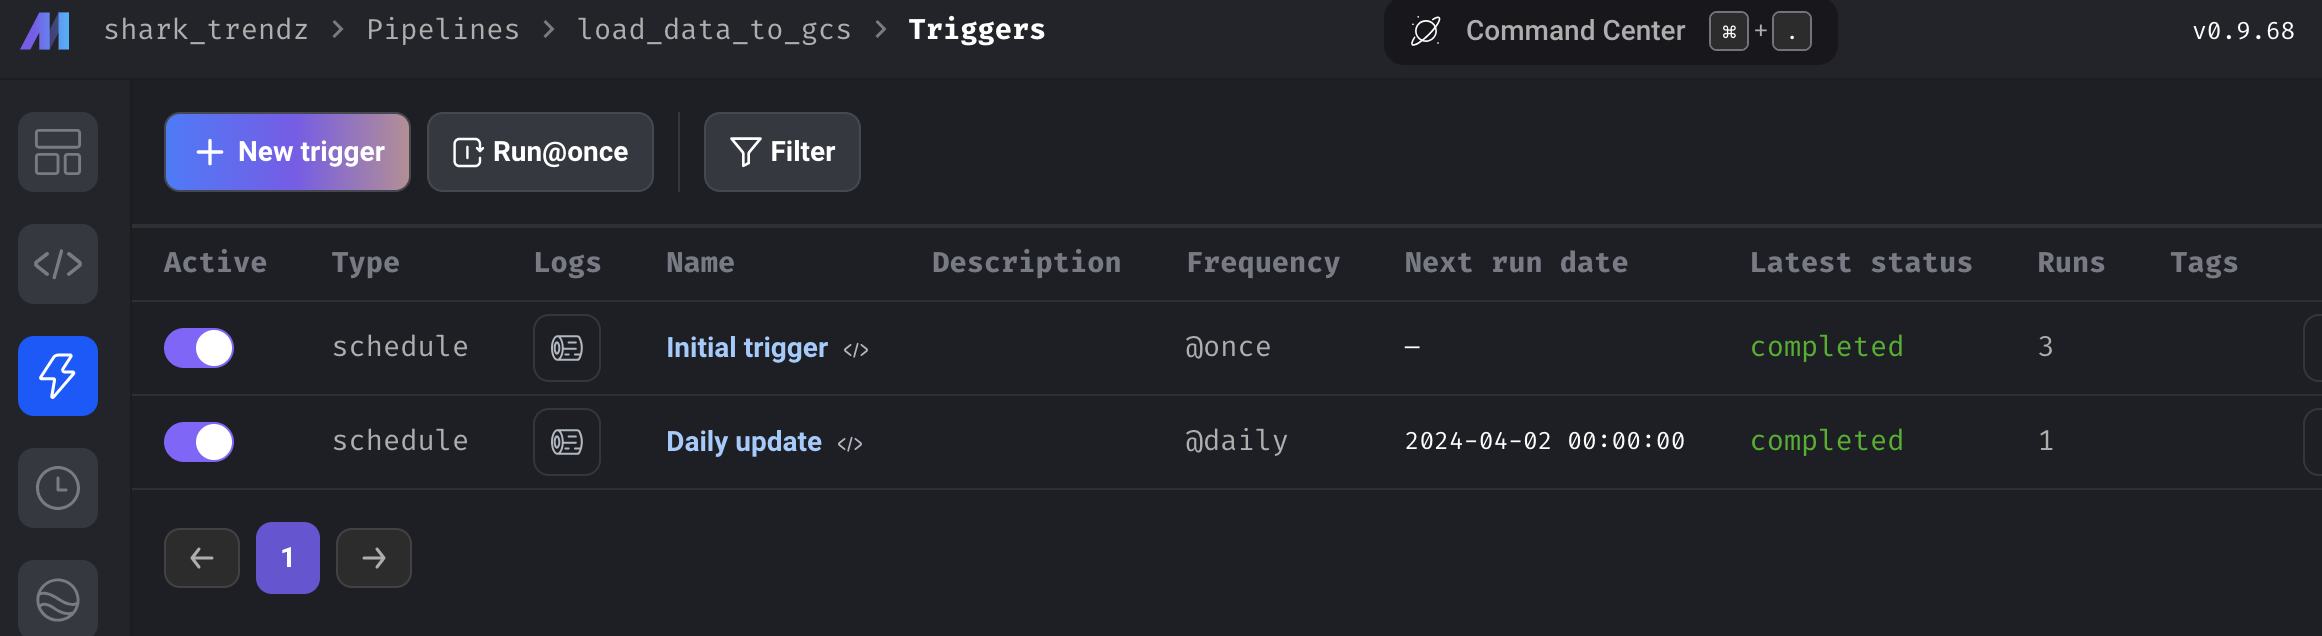 shark_trendz > Pipelines > load_data_to_gcs > Triggers
Command Center ⌘ + .
v0.9.68
+ New trigger
Run@once
Filter
Active Type Logs Name Description Frequency Next run date Latest status Runs Tags
schedule Initial trigger </> @once — completed 3
schedule Daily update </> @daily 2024-04-02 00:00:00 completed 1
← 1 →